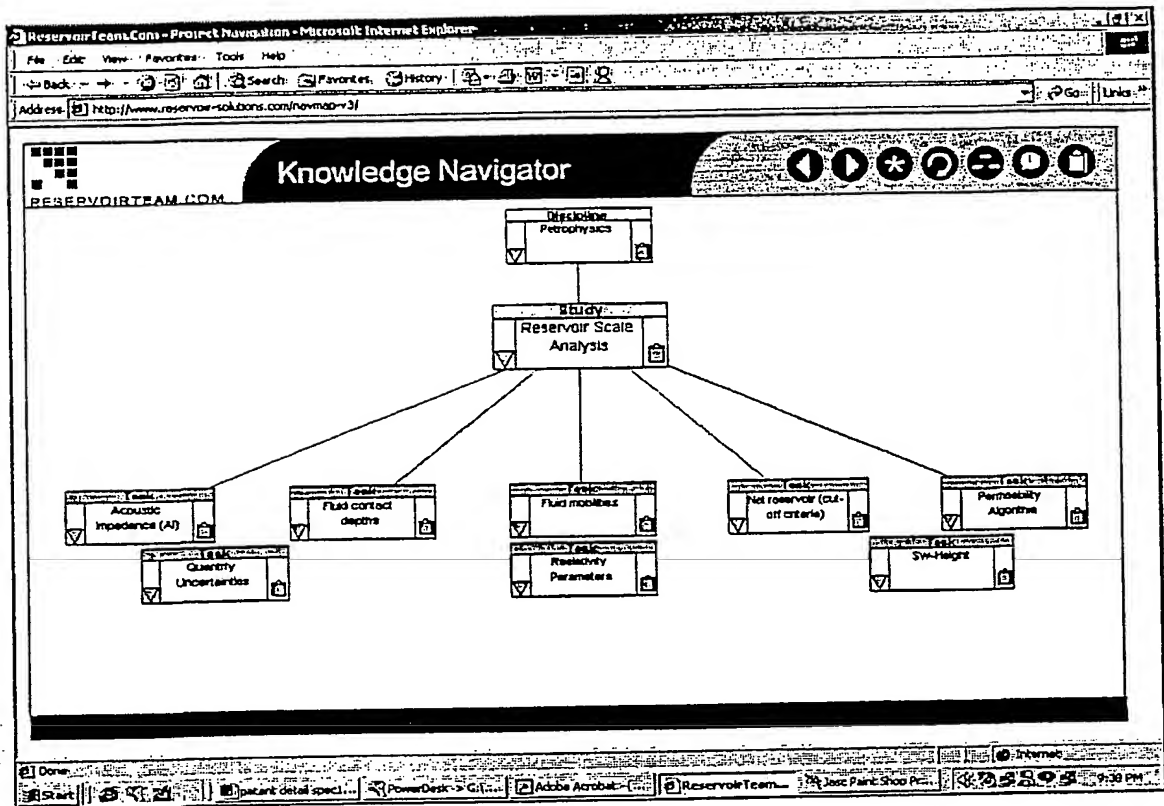 ReservoirTeam.Com - Project Navigation - Microsoft Internet Explorer
File Edit View Favorites Tools Help
Back Search Favorites History
Address http://www.reservoir-solutions.com/navmap-v3/ Go Links
RESERVOIRTEAM.COM
Knowledge Navigator
Discipline
Petrophysics
Study
Reservoir Scale
Analysis
Task
Acoustic
Impedance (AI)
Task
Fluid contact
depths
Task
Fluid mobilities
Task
Net reservoir (cut-
off criteria)
Task
Permeability
Algorithm
Task
Quantify
Uncertainties
Task
Resistivity
Parameters
Task
Sw-Height
Done Internet
Start patent detail speci... PowerDesk -> G:\... Adobe Acrobat - [... ReservoirTeam.... Jasc Paint Shop Pr... 9:38 PM